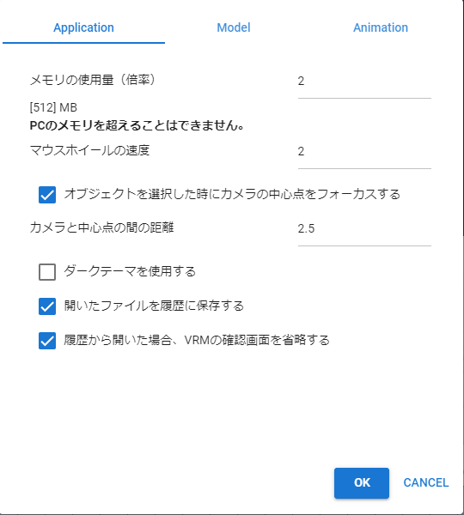 Application Model Animation
メモリの使用量（倍率） 2
[512] MB
PCのメモリを超えることはできません。
マウスホイールの速度 2
オブジェクトを選択した時にカメラの中心点をフォーカスする
カメラと中心点の間の距離 2.5
ダークテーマを使用する
開いたファイルを履歴に保存する
履歴から開いた場合、VRMの確認画面を省略する
OK CANCEL